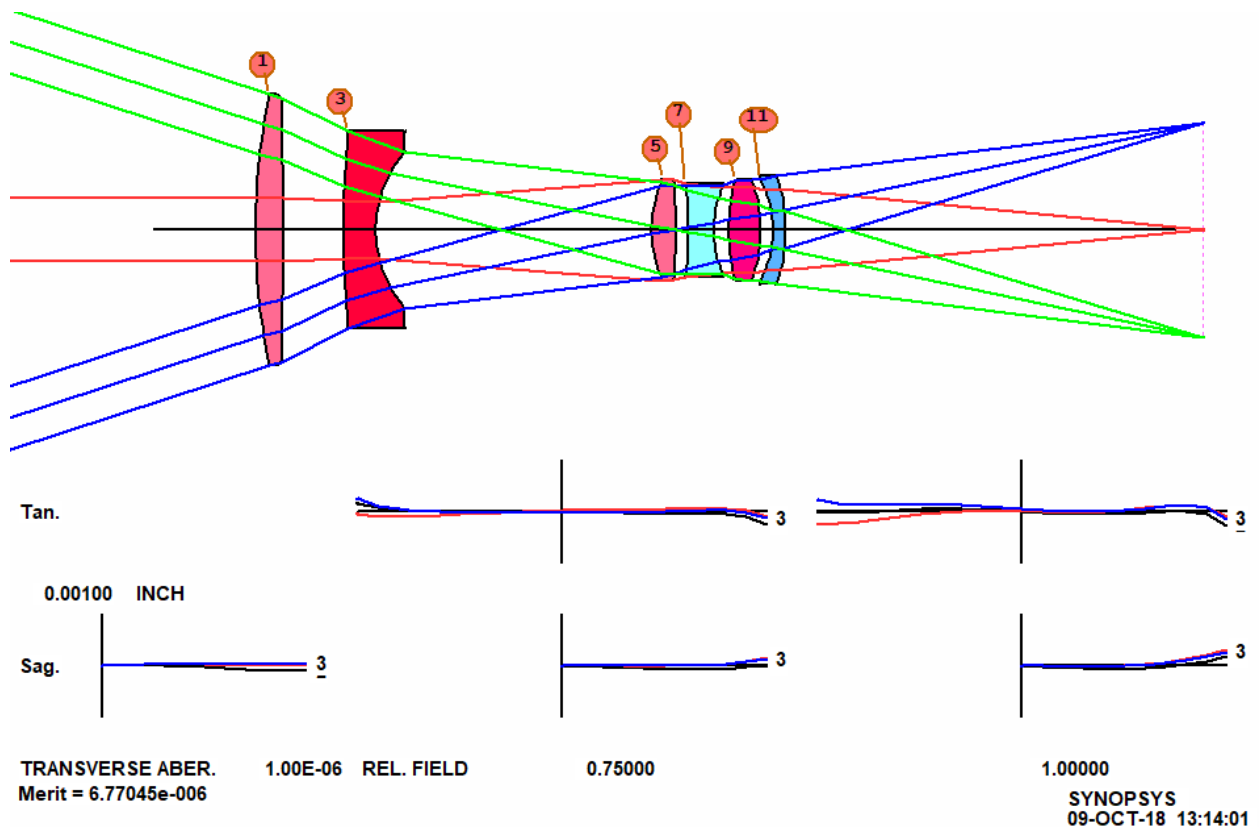 1
3
5
7
9
11
Tan.
3
3
0.00100 INCH
Sag.
3
3
3
TRANSVERSE ABER. 1.00E-06 REL. FIELD 0.75000 1.00000
Merit = 6.77045e-006
SYNOPSYS
09-OCT-18 13:14:01